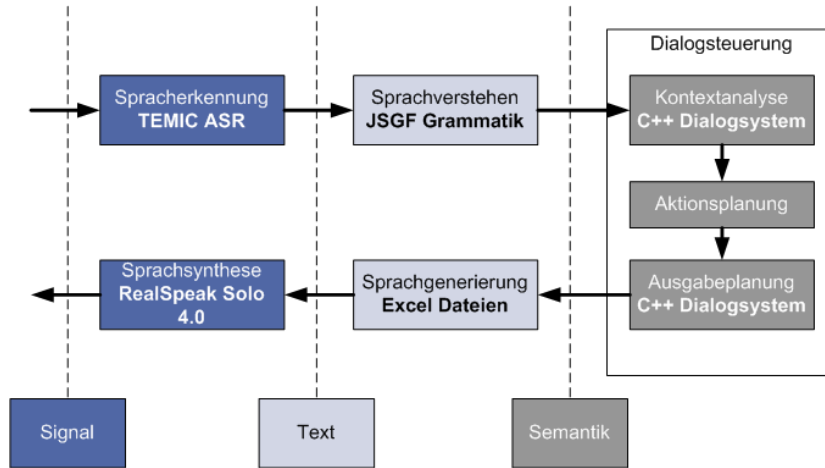 Dialogsteuerung
Spracherkennung
TEMIC ASR
Sprachverstehen
JSGF Grammatik
Kontextanalyse
C++ Dialogsystem
Aktionsplanung
Sprachsynthese
RealSpeak Solo
4.0
Sprachgenerierung
Excel Dateien
Ausgabeplanung
C++ Dialogsystem
Signal
Text
Semantik